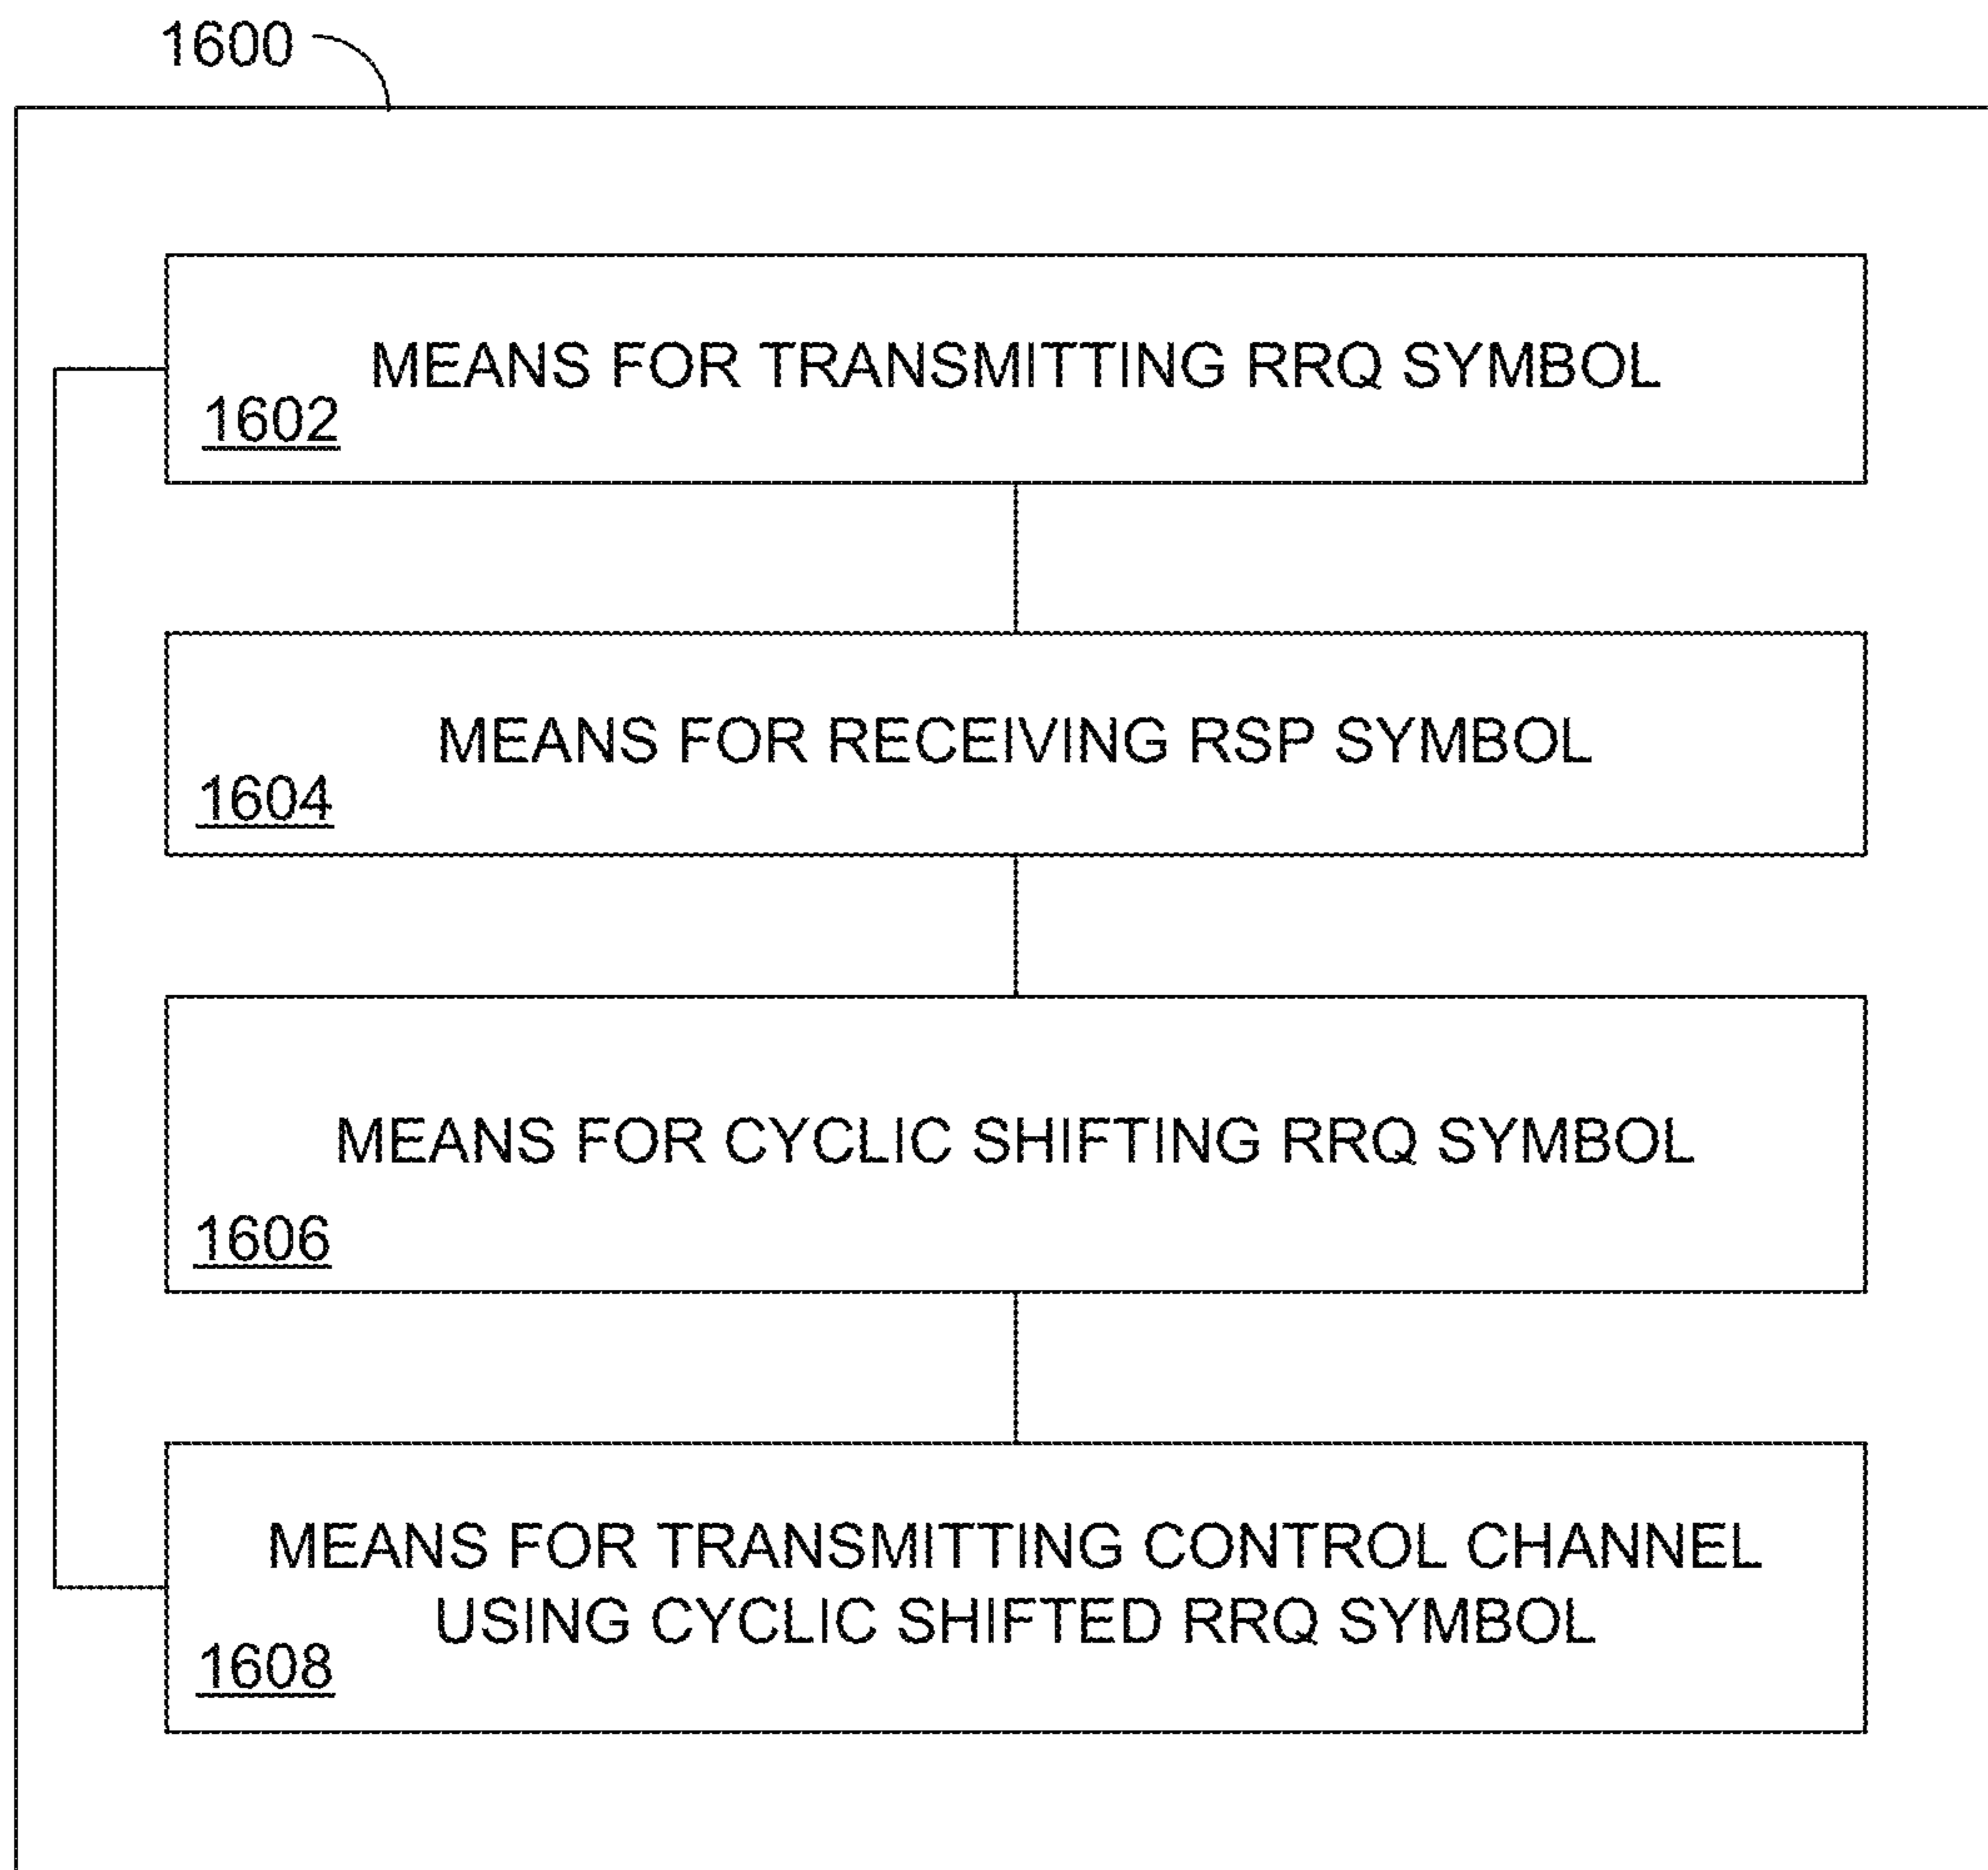 1600
MEANS FOR TRANSMITTING RRQ SYMBOL
1602
MEANS FOR RECEIVING RSP SYMBOL
1604
MEANS FOR CYCLIC SHIFTING RRQ SYMBOL
1606
MEANS FOR TRANSMITTING CONTROL CHANNEL
USING CYCLIC SHIFTED RRQ SYMBOL
1608